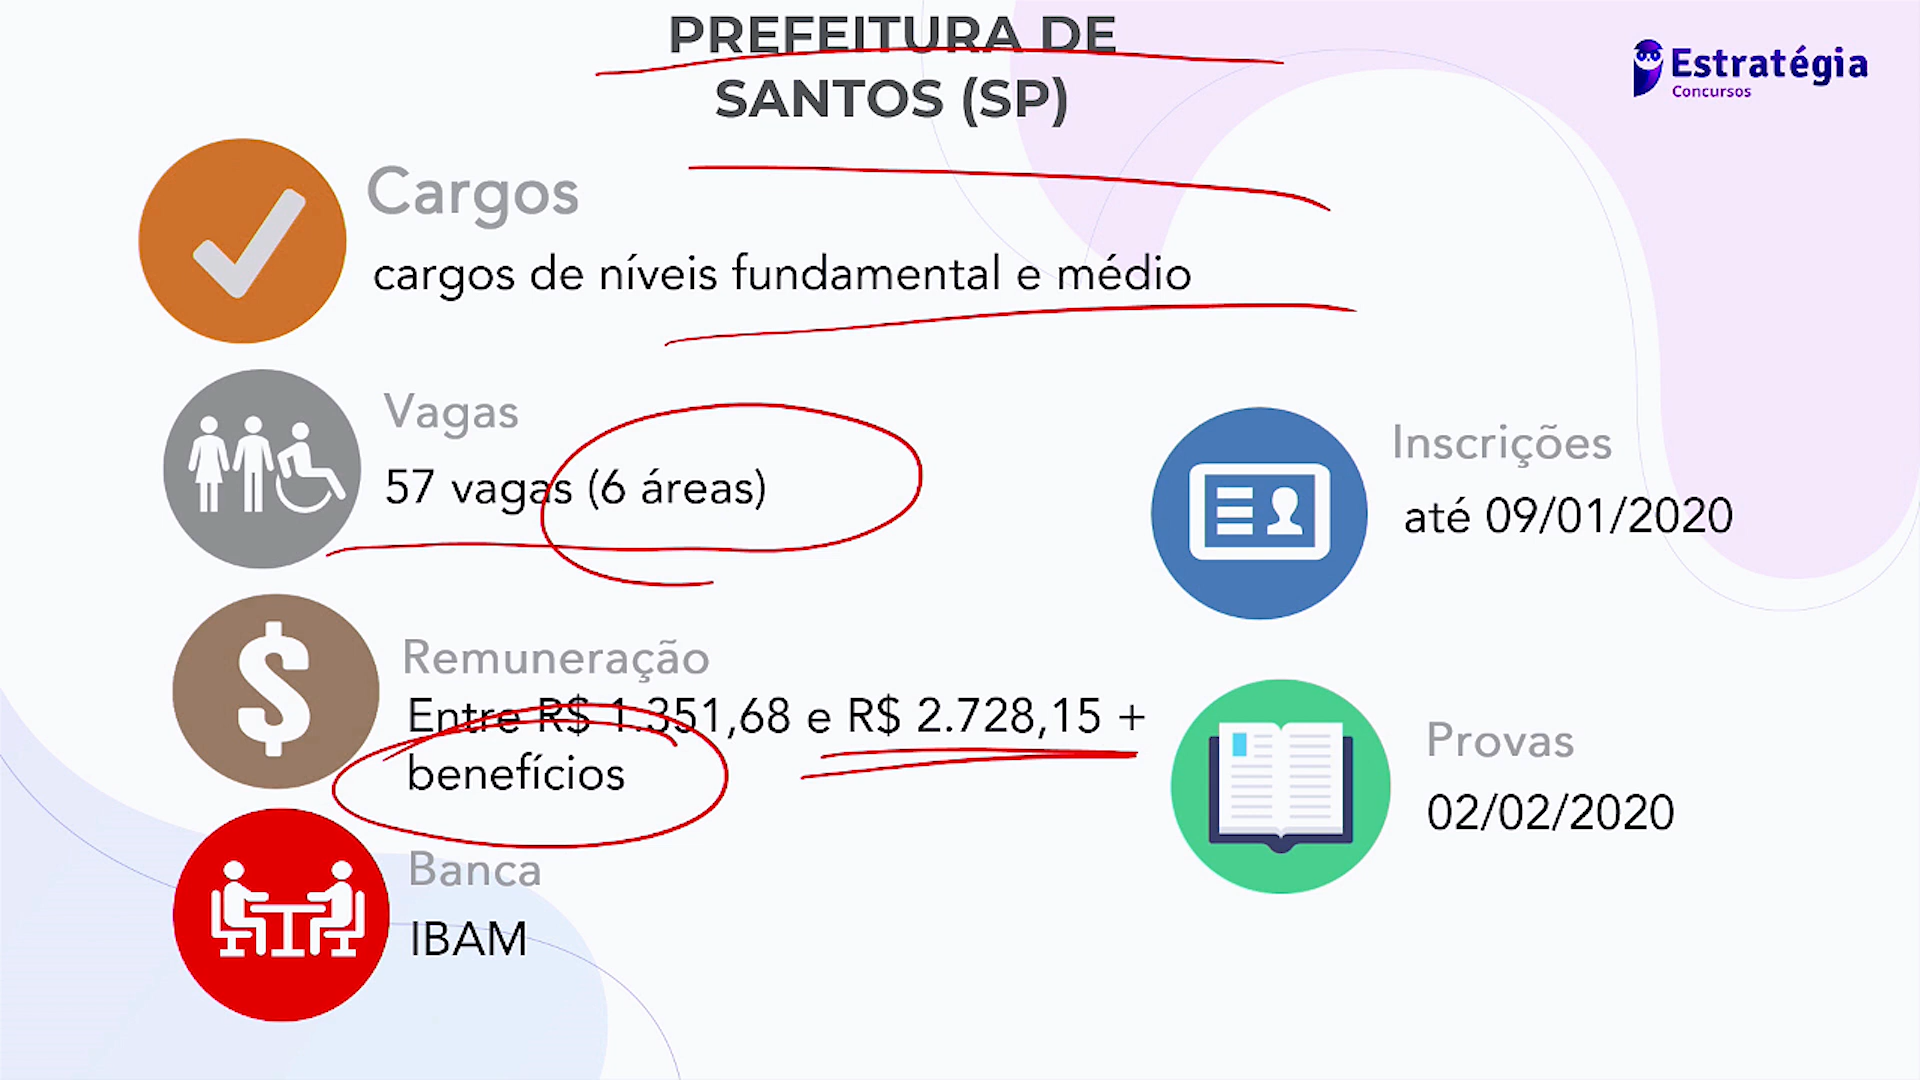 PREFEITURA DE
SANTOS (SP)
Estratégia
Concursos
Cargos
cargos de níveis fundamental e médio
Vagas
57 vagas (6 áreas)
Remuneração
Entre R$ 1.351,68 e R$ 2.728,15 +
benefícios
Banca
IBAM
Inscrições
até 09/01/2020
Provas
02/02/2020